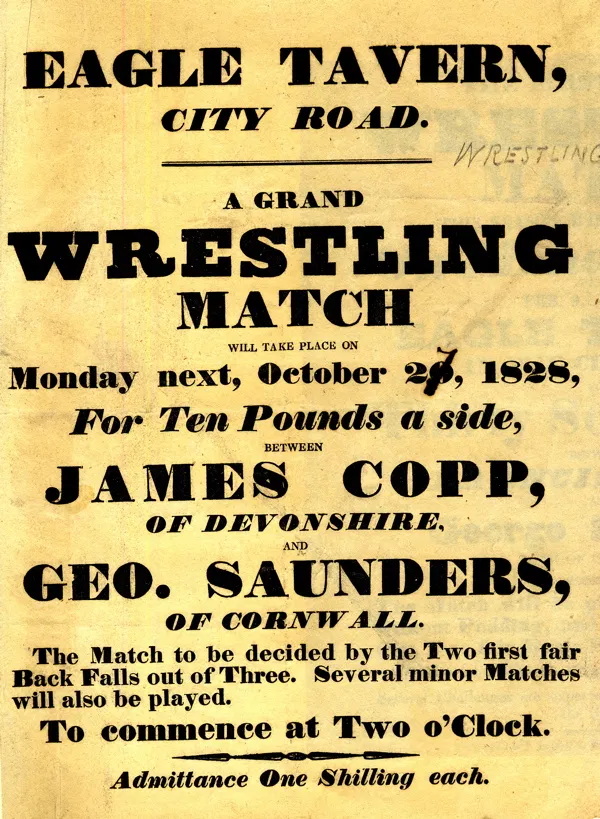 EAGLE TAVERN,
CITY ROAD.
WRESTLING
A GRAND
WRESTLING
MATCH
WILL TAKE PLACE ON
Monday next, October 27, 1828,
For Ten Pounds a side,
BETWEEN
JAMES COPP,
OF DEVONSHIRE,
AND
GEO. SAUNDERS,
OF CORNWALL.
The Match to be decided by the Two first fair
Back Falls out of Three. Several minor Matches
will also be played.
To commence at Two o'Clock.
Admittance One Shilling each.